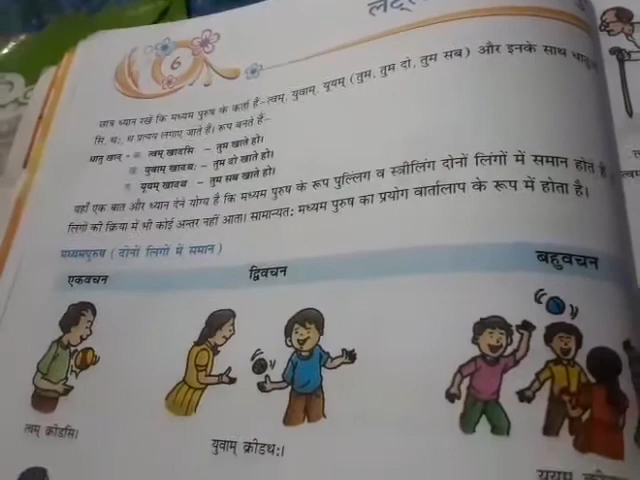 6
छात्र ध्यान रखें कि मध्यम पुरुष के कर्ता हैं-त्वम्, युवाम्, यूयम् (तुम, तुम दो, तुम सब) और इनके साथ
सि, थः, थ प्रत्यय लगाए जाते हैं। रूप बनते हैं-
धातु खाद् - त्वम् खादसि - तुम खाते हो।
युवाम् खादथः - तुम दो खाते हो।
यूयम् खादथ - तुम सब खाते हो।
यहाँ एक बात और ध्यान देने योग्य है कि मध्यम पुरुष के रूप पुल्लिंग व स्त्रीलिंग दोनों लिंगों में समान होते हैं
लिंगों की क्रिया में भी कोई अन्तर नहीं आता। सामान्यतः मध्यम पुरुष का प्रयोग वार्तालाप के रूप में होता है।
मध्यमपुरुष (दोनों लिंगों में समान)
एकवचन द्विवचन बहुवचन
त्वम् क्रीडसि। युवाम् क्रीडथः।